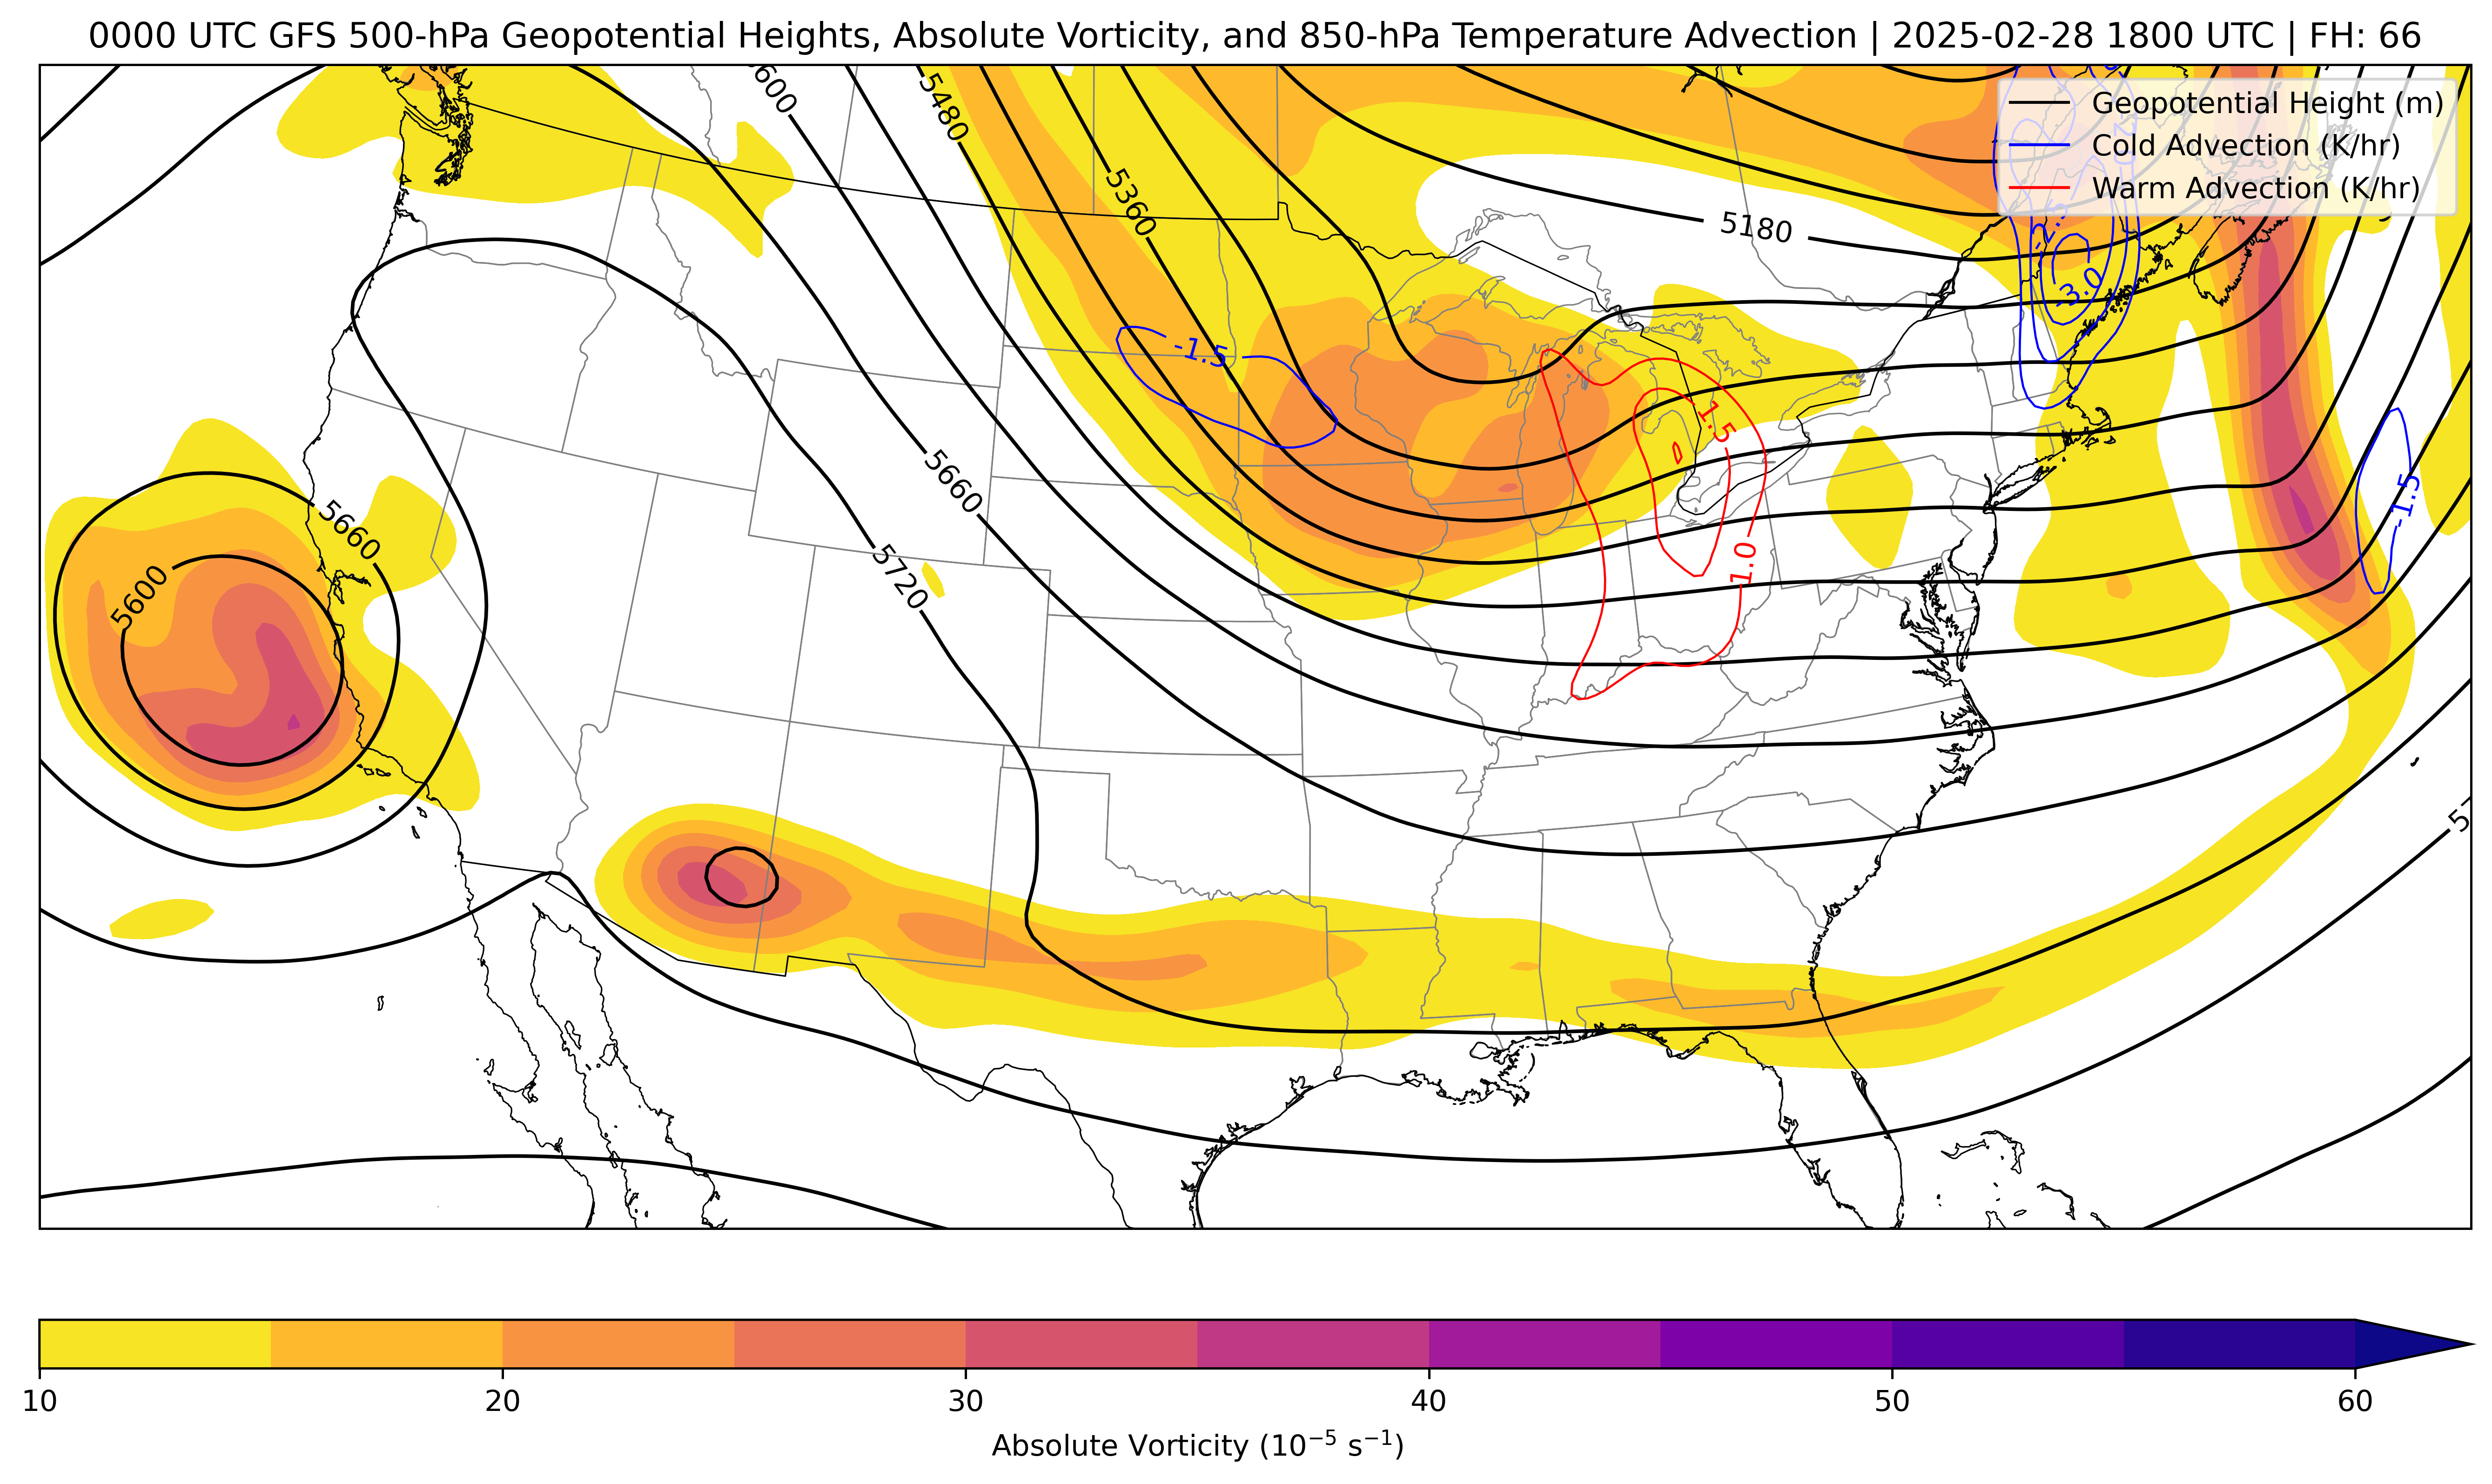 0000 UTC GFS 500-hPa Geopotential Heights, Absolute Vorticity, and 850-hPa Temperature Advection | 2025-02-28 1800 UTC | FH: 66
Geopotential Height (m)
Cold Advection (K/hr)
Warm Advection (K/hr)
5480
5360
5180
-3.0
-1.5
1.5
5660
5660
-1.5
5600
5720
1.0
10 20 30 40 50 60
Absolute Vorticity (10⁻⁵ s⁻¹)